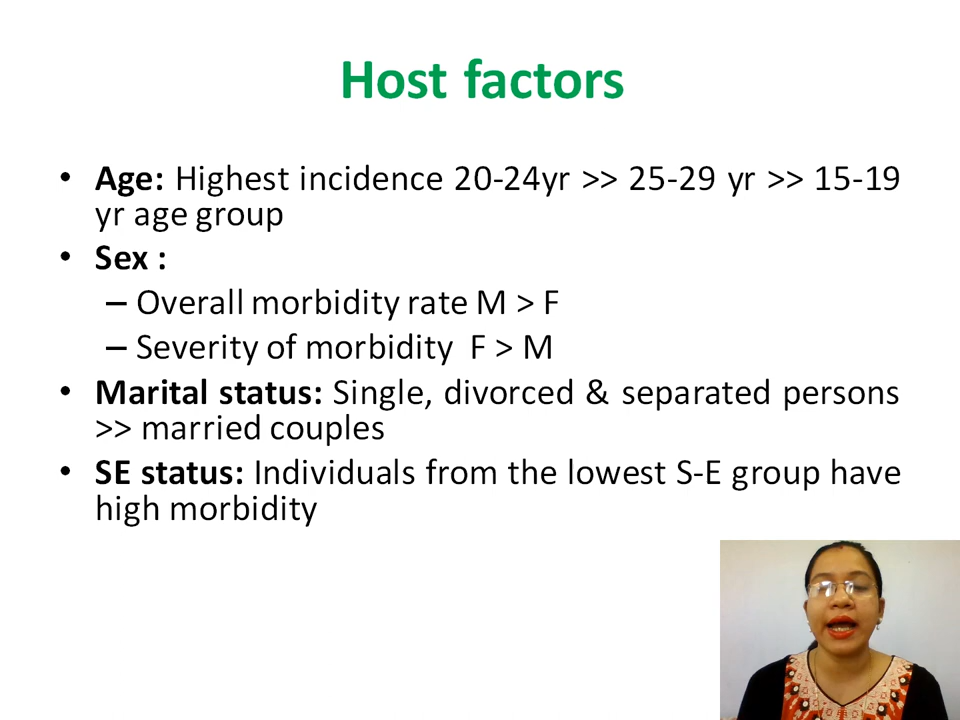 Host factors
• Age: Highest incidence 20-24yr >> 25-29 yr >> 15-19
yr age group
• Sex :
– Overall morbidity rate M > F
– Severity of morbidity F > M
• Marital status: Single, divorced & separated persons
>> married couples
• SE status: Individuals from the lowest S-E group have
high morbidity